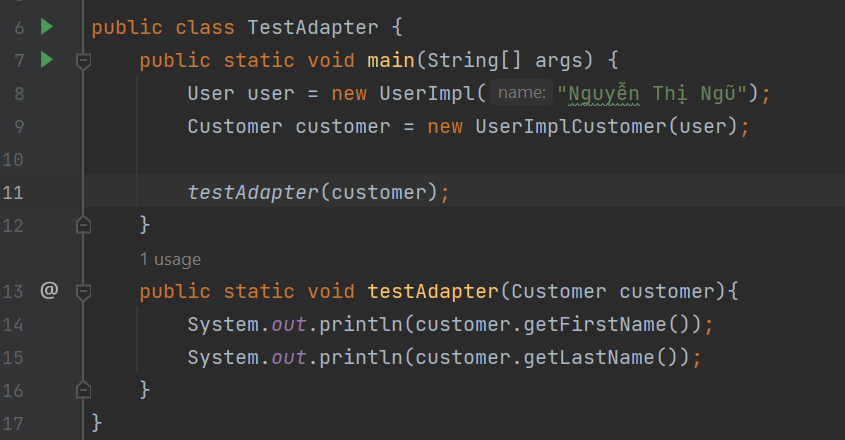 6 public class TestAdapter {
7 public static void main(String[] args) {
8 User user = new UserImpl( name: "Nguyễn Thị Ngũ");
9 Customer customer = new UserImplCustomer(user);
10
11 testAdapter(customer);
12 }
1 usage
13 @ public static void testAdapter(Customer customer){
14 System.out.println(customer.getFirstName());
15 System.out.println(customer.getLastName());
16 }
17 }